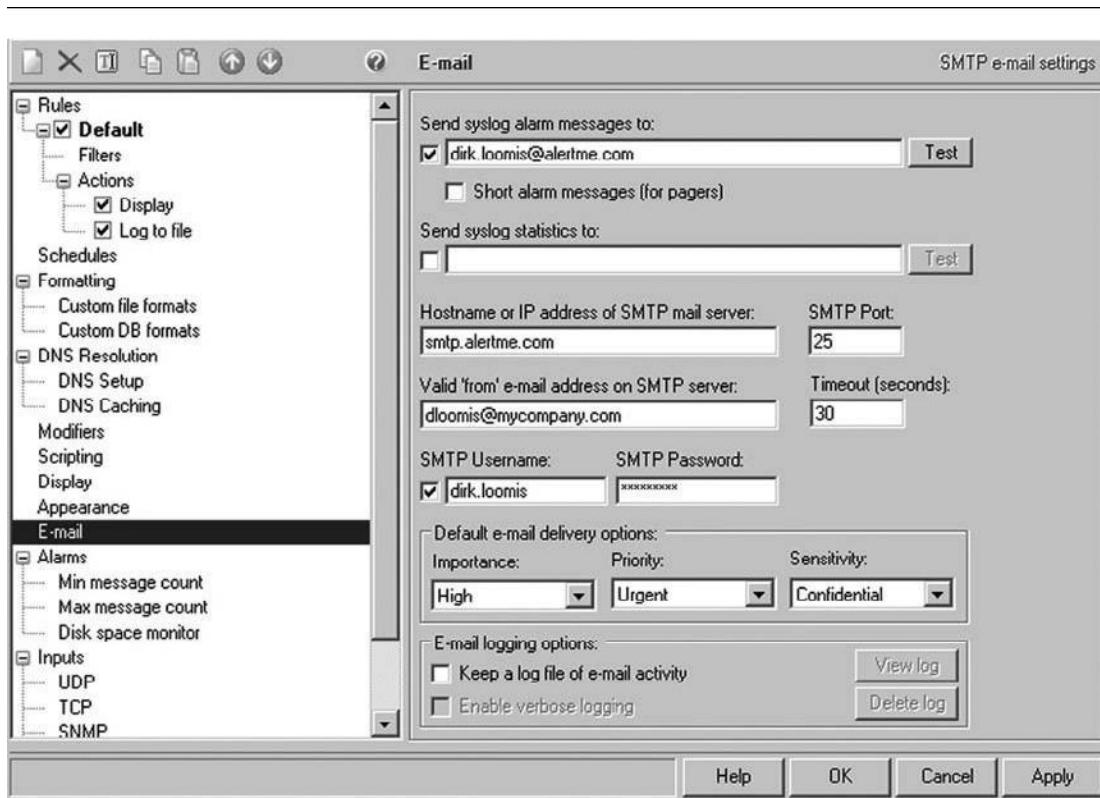 E-mail
SMTP e-mail settings
Rules
Default
Filters
Actions
Display
Log to file
Schedules
Formatting
Custom file formats
Custom DB formats
DNS Resolution
DNS Setup
DNS Caching
Modifiers
Scripting
Display
Appearance
E-mail
Alarms
Min message count
Max message count
Disk space monitor
Inputs
UDP
TCP
SNMP
Send syslog alarm messages to:
dirk.loomis@alertme.com
Test
Short alarm messages (for pagers)
Send syslog statistics to:
Test
Hostname or IP address of SMTP mail server:
SMTP Port:
smtp.alertme.com
25
Valid 'from' e-mail address on SMTP server:
Timeout (seconds):
dloomis@mycompany.com
30
SMTP Username:
SMTP Password:
dirk.loomis
*********
Default e-mail delivery options:
Importance:
Priority:
Sensitivity:
High
Urgent
Confidential
E-mail logging options:
Keep a log file of e-mail activity
View log
Enable verbose logging
Delete log
Help
OK
Cancel
Apply